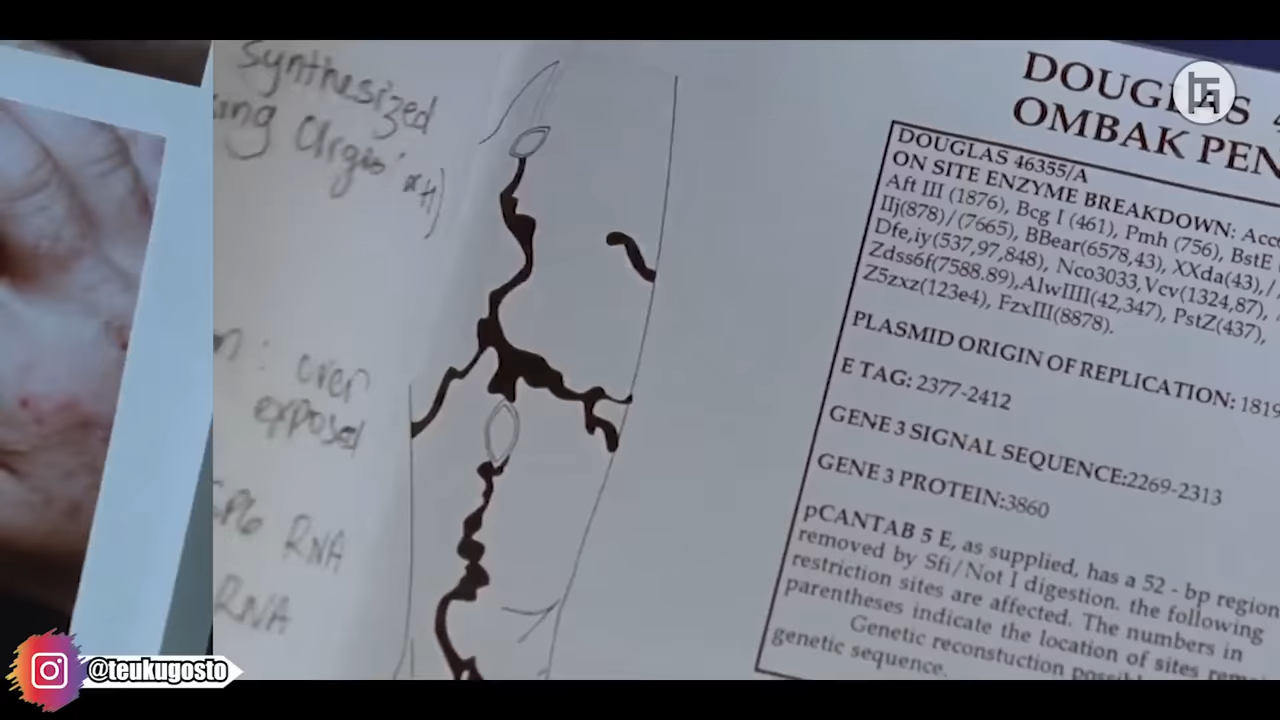 synthesized
exposed
over
RNA
RNA
DOUGLAS
OMBAK PEN
DOUGLAS 46355/A
ON SITE ENZYME BREAKDOWN: Acc
Aft III (1876), Bcg I (461), Pmh (756), BstE
IIj(878)/(7665), BBear(6578,43), XXda(43),/
Dfe,iy(537,97,848), Nco3033,Vcv(1324,87),
Zdss6f(7588.89),AlwIIII(42,347), PstZ(437),
Z5zxz(123e4), FzxIII(8878).
PLASMID ORIGIN OF REPLICATION: 1819
E TAG: 2377-2412
GENE 3 SIGNAL SEQUENCE:2269-2313
GENE 3 PROTEIN:3860
pCANTAB 5 E, as supplied, has a 52 - bp region
removed by Sfi/Not I digestion. the following
restriction sites are affected. The numbers in
parentheses indicate the location of sites
Genetic reconstuction
genetic sequence.
@teukugosto